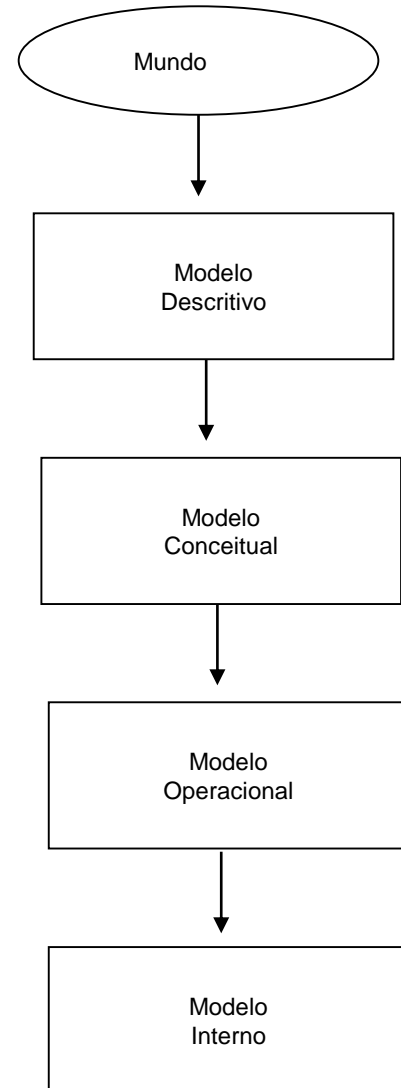 Mundo
Modelo
Descritivo
Modelo
Conceitual
Modelo
Operacional
Modelo
Interno